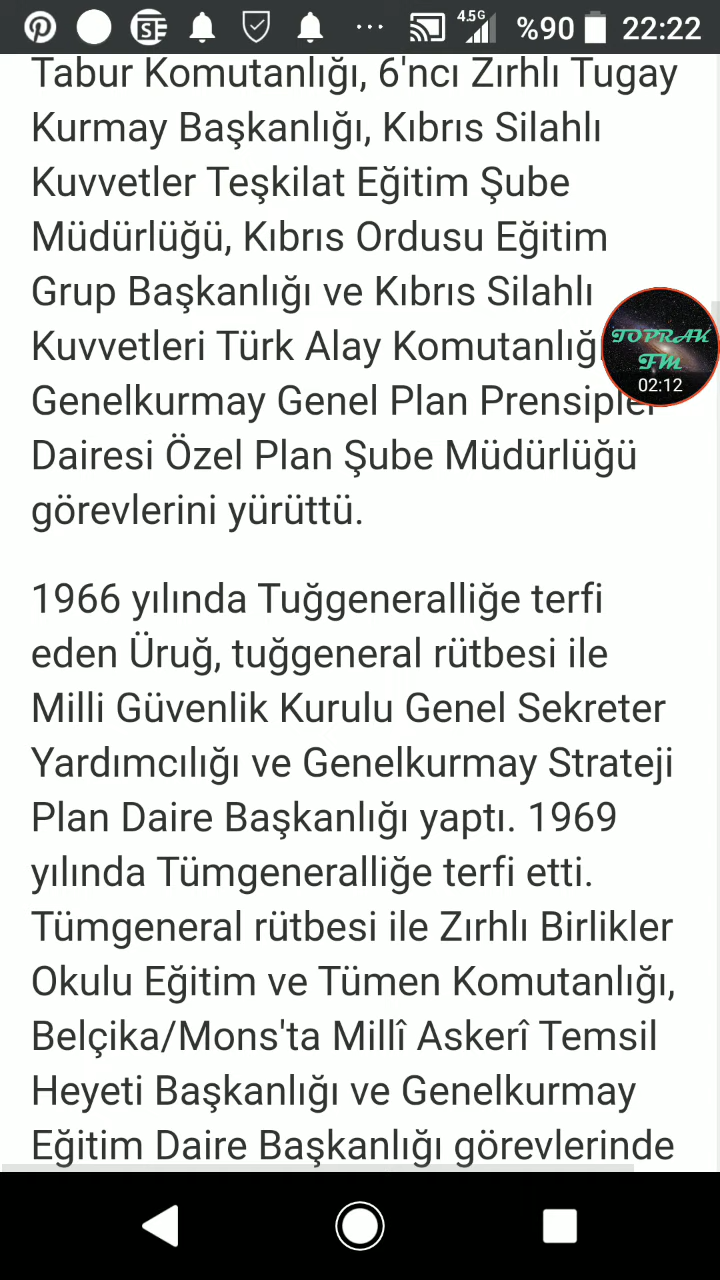 4.5G %90 22:22
Tabur Komutanlığı, 6'ncı Zırhlı Tugay
Kurmay Başkanlığı, Kıbrıs Silahlı
Kuvvetler Teşkilat Eğitim Şube
Müdürlüğü, Kıbrıs Ordusu Eğitim
Grup Başkanlığı ve Kıbrıs Silahlı
Kuvvetleri Türk Alay Komutanlığ
TOPRAK
FM
02:12
Genelkurmay Genel Plan Prensipler
Dairesi Özel Plan Şube Müdürlüğü
görevlerini yürüttü.
1966 yılında Tuğgeneralliğe terfi
eden Üruğ, tuğgeneral rütbesi ile
Milli Güvenlik Kurulu Genel Sekreter
Yardımcılığı ve Genelkurmay Strateji
Plan Daire Başkanlığı yaptı. 1969
yılında Tümgeneralliğe terfi etti.
Tümgeneral rütbesi ile Zırhlı Birlikler
Okulu Eğitim ve Tümen Komutanlığı,
Belçika/Mons'ta Millî Askerî Temsil
Heyeti Başkanlığı ve Genelkurmay
Eğitim Daire Başkanlığı görevlerinde